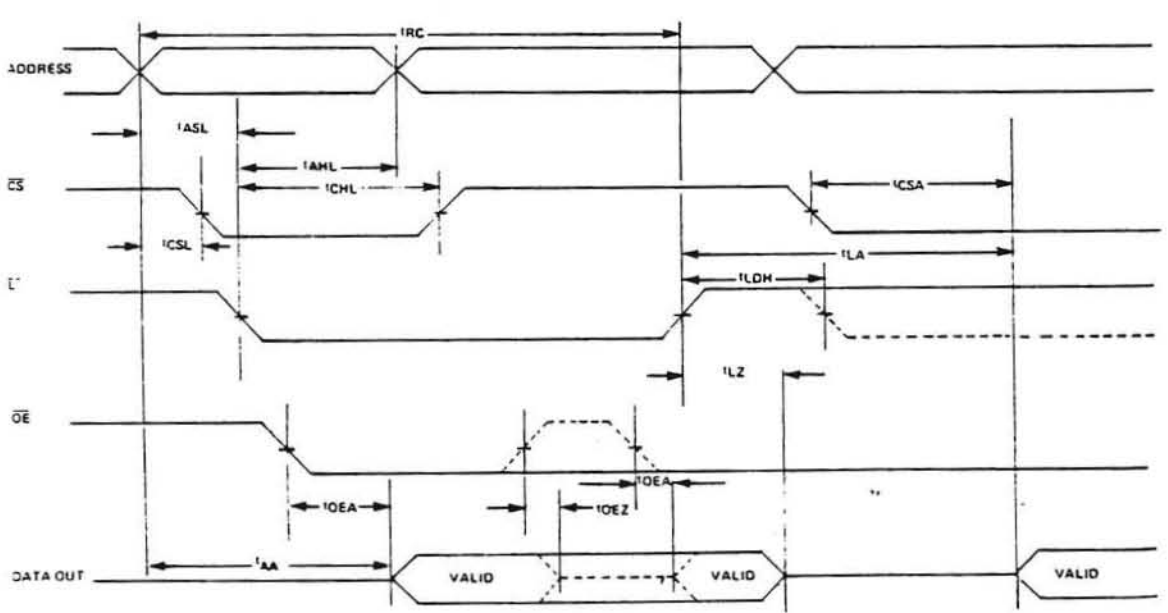 tRC
ADDRESS
tASL
tAHL
CS
tCHL
tCSA
tCSL
tLA
L
tLDH
tLZ
OE
tOEA
tOEA
tOEZ
tAA
DATA OUT
VALID
VALID
VALID